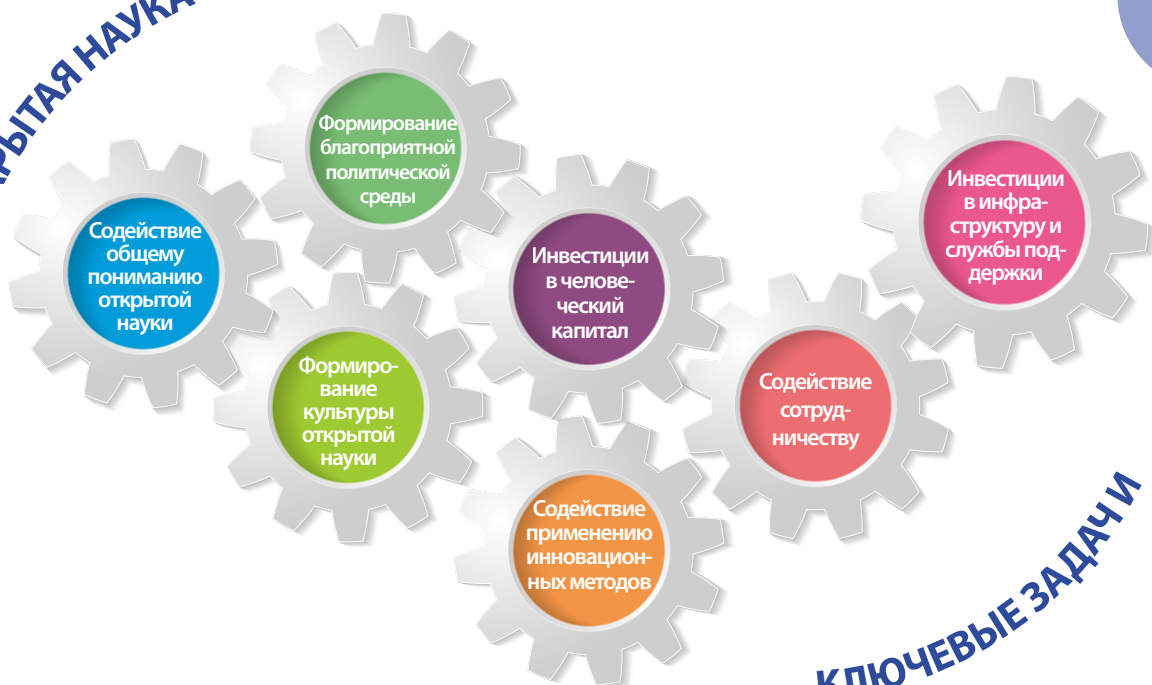 НАУКА
Формирование
благоприятной
политической
среды
Инвестиции
в инфра-
структуру и
службы под-
держки
Содействие
общему
пониманию
открытой
науки
Инвестиции
в челове-
ческий
капитал
Формиро-
вание
культуры
открытой
науки
Содействие
сотруд-
ничеству
Содействие
применению
инновацион-
ных методов
КЛЮЧЕВЫЕ ЗАДАЧИ И